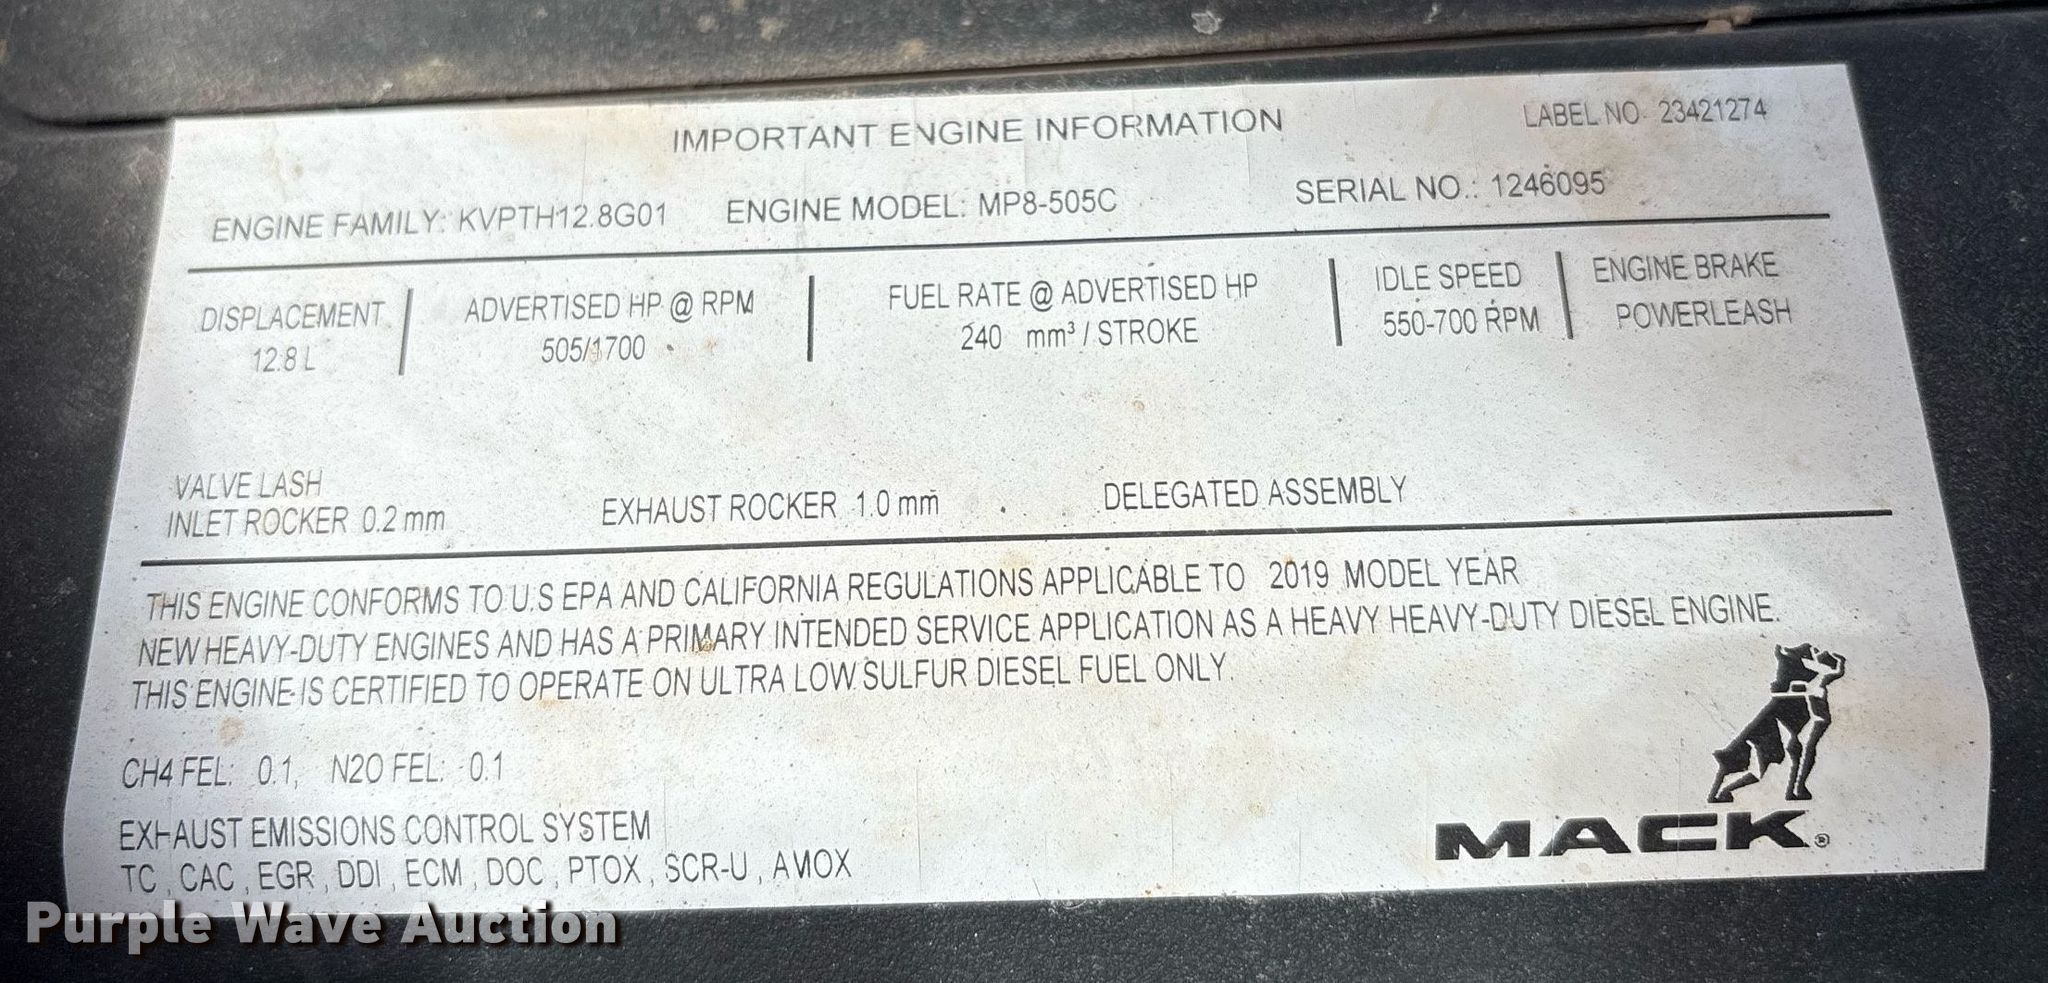 IMPORTANT ENGINE INFORMATION
LABEL NO. 23421274
ENGINE FAMILY: KVPTH12.8G01 ENGINE MODEL: MP8-505C SERIAL NO.: 1246095
DISPLACEMENT
12.8 L
ADVERTISED HP @ RPM
505/1700
FUEL RATE @ ADVERTISED HP
240 mm³ / STROKE
IDLE SPEED
550-700 RPM
ENGINE BRAKE
POWERLEASH
VALVE LASH
INLET ROCKER 0.2 mm EXHAUST ROCKER 1.0 mm DELEGATED ASSEMBLY
THIS ENGINE CONFORMS TO U.S EPA AND CALIFORNIA REGULATIONS APPLICABLE TO 2019 MODEL YEAR
NEW HEAVY-DUTY ENGINES AND HAS A PRIMARY INTENDED SERVICE APPLICATION AS A HEAVY HEAVY-DUTY DIESEL ENGINE.
THIS ENGINE IS CERTIFIED TO OPERATE ON ULTRA LOW SULFUR DIESEL FUEL ONLY.
CH4 FEL: 0.1, N2O FEL: 0.1
EXHAUST EMISSIONS CONTROL SYSTEM
TC , CAC , EGR , DDI , ECM , DOC , PTOX , SCR-U , AMOX
MACK®
Purple Wave Auction